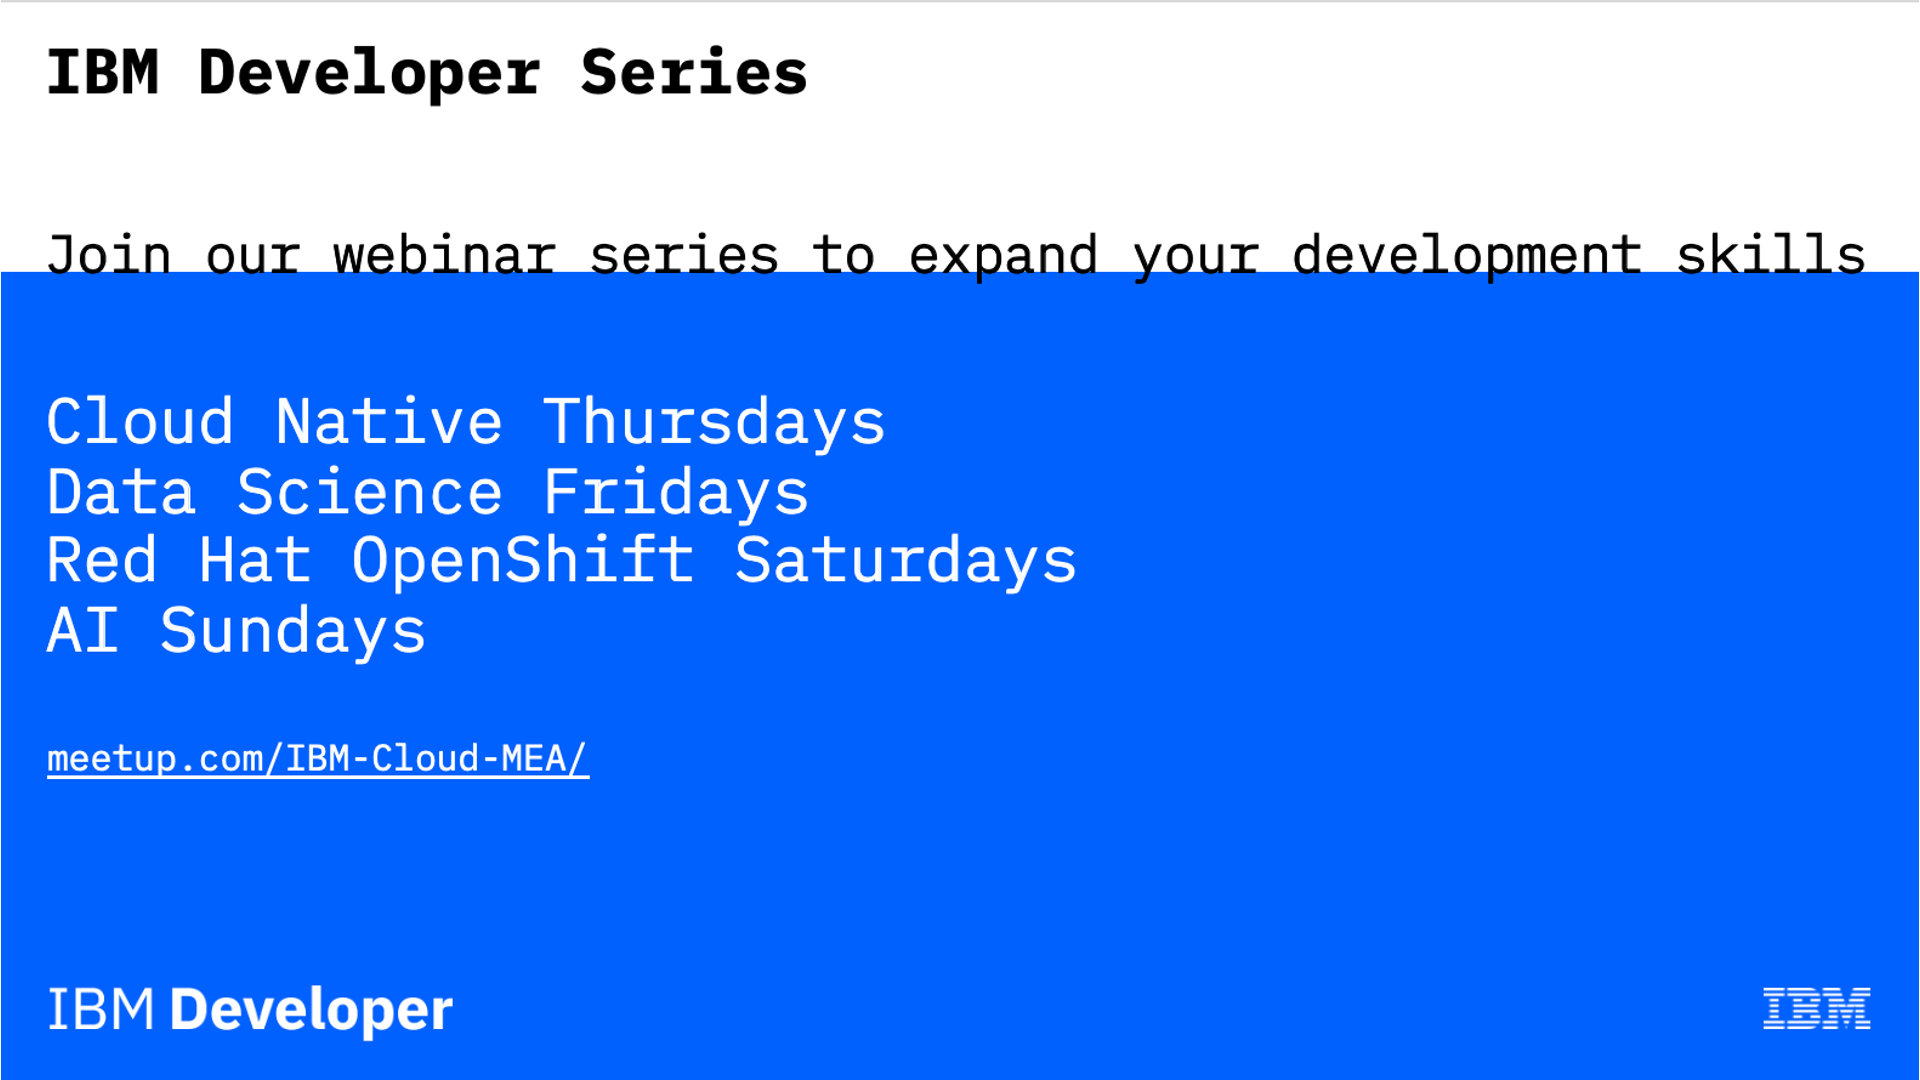 IBM Developer Series
Join our webinar series to expand your development skills
Cloud Native Thursdays
Data Science Fridays
Red Hat OpenShift Saturdays
AI Sundays
meetup.com/IBM-Cloud-MEA/
IBM Developer
IBM